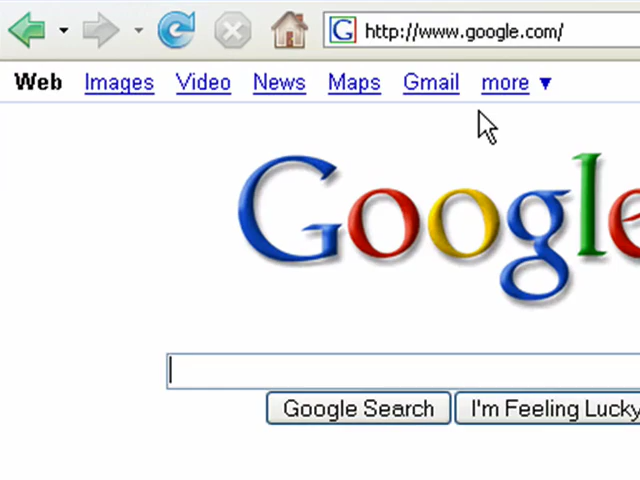 G http://www.google.com/
Web Images Video News Maps Gmail more ▼
Google
Google Search I'm Feeling Lucky